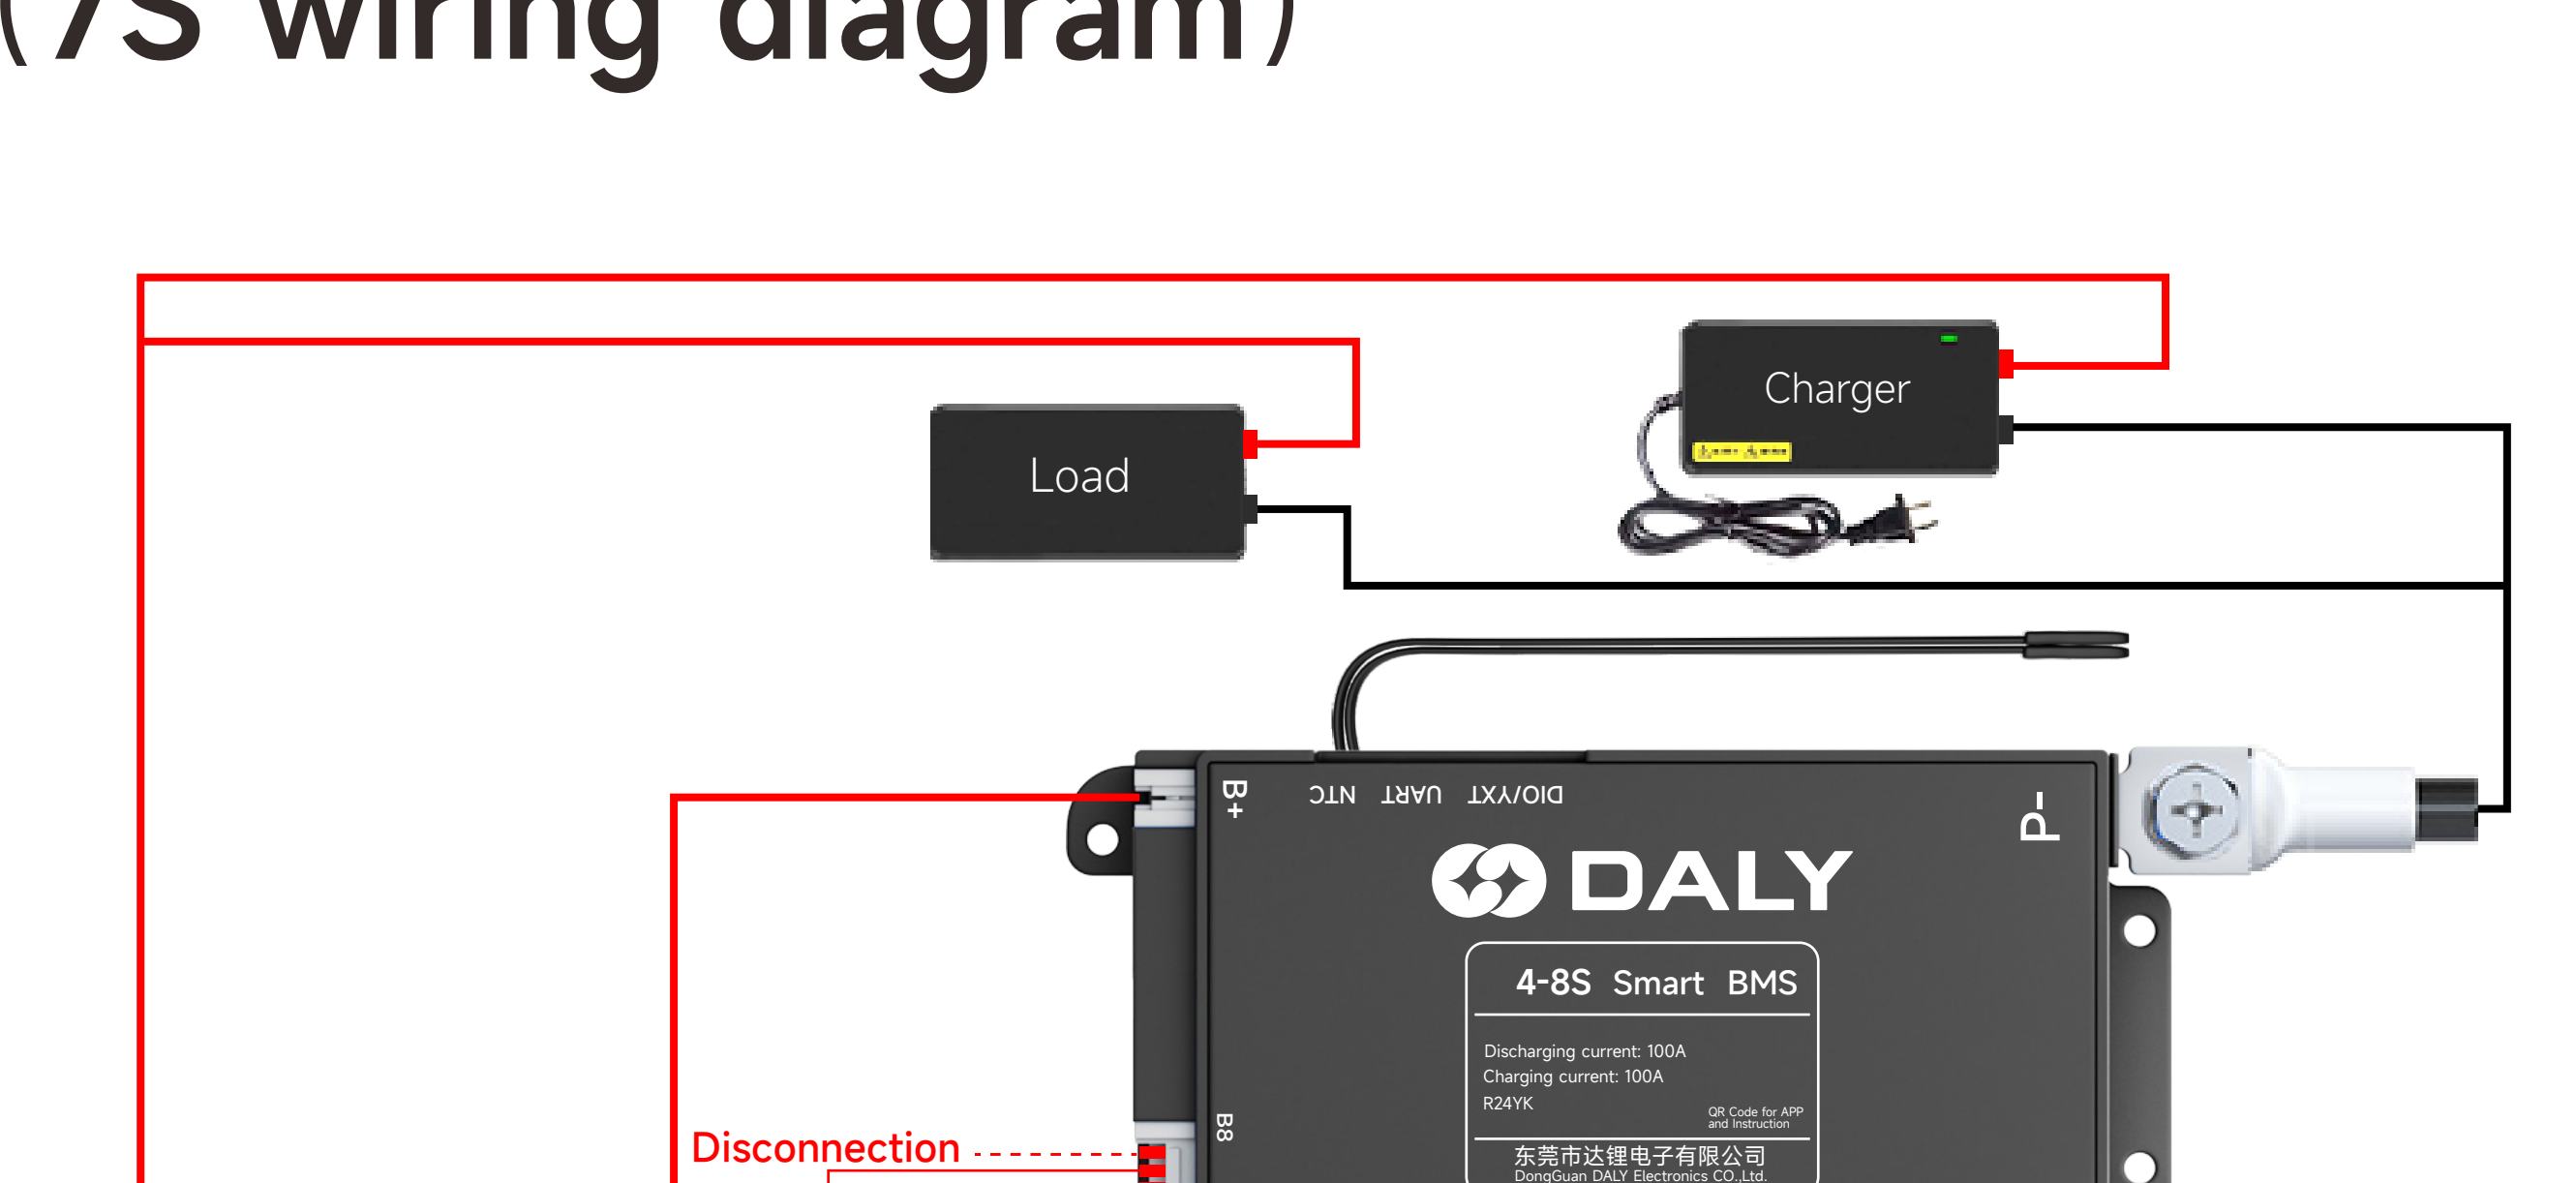 (7S wiring diagram)
Charger
Load
B+
NTC UART DIO/YXT
P-
DALY
4-8S Smart BMS
Discharging current: 100A
Charging current: 100A
R24YK
QR Code for APP
and Instruction
B8
Disconnection
东莞市达锂电子有限公司
DongGuan DALY Electronics CO.,Ltd.